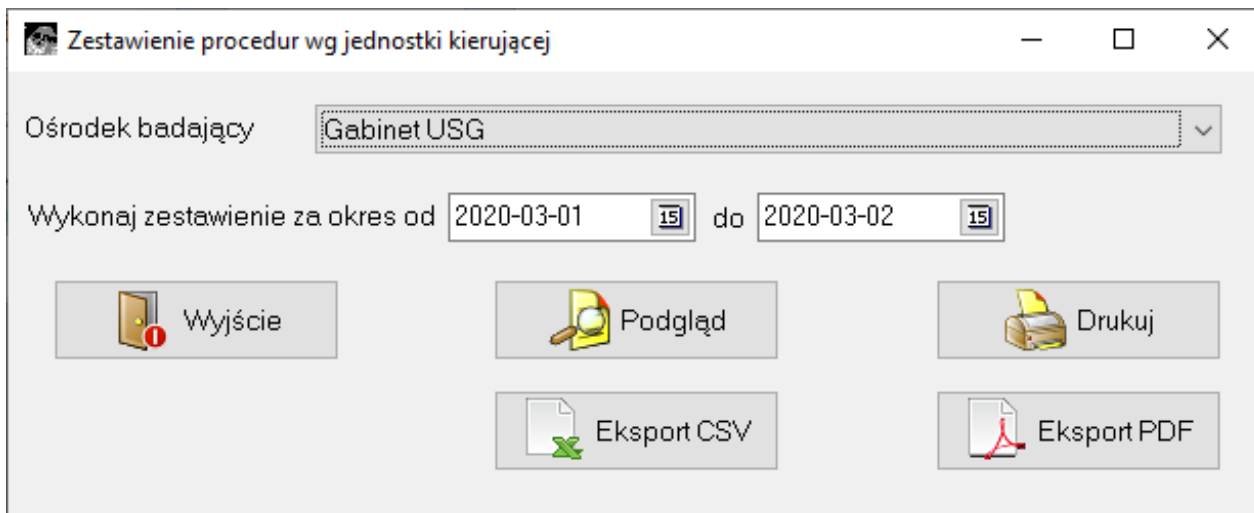 Zestawienie procedur wg jednostki kierującej
Ośrodek badający Gabinet USG
Wykonaj zestawienie za okres od 2020-03-01 15 do 2020-03-02 15
Wyjście Podgląd Drukuj
Eksport CSV Eksport PDF